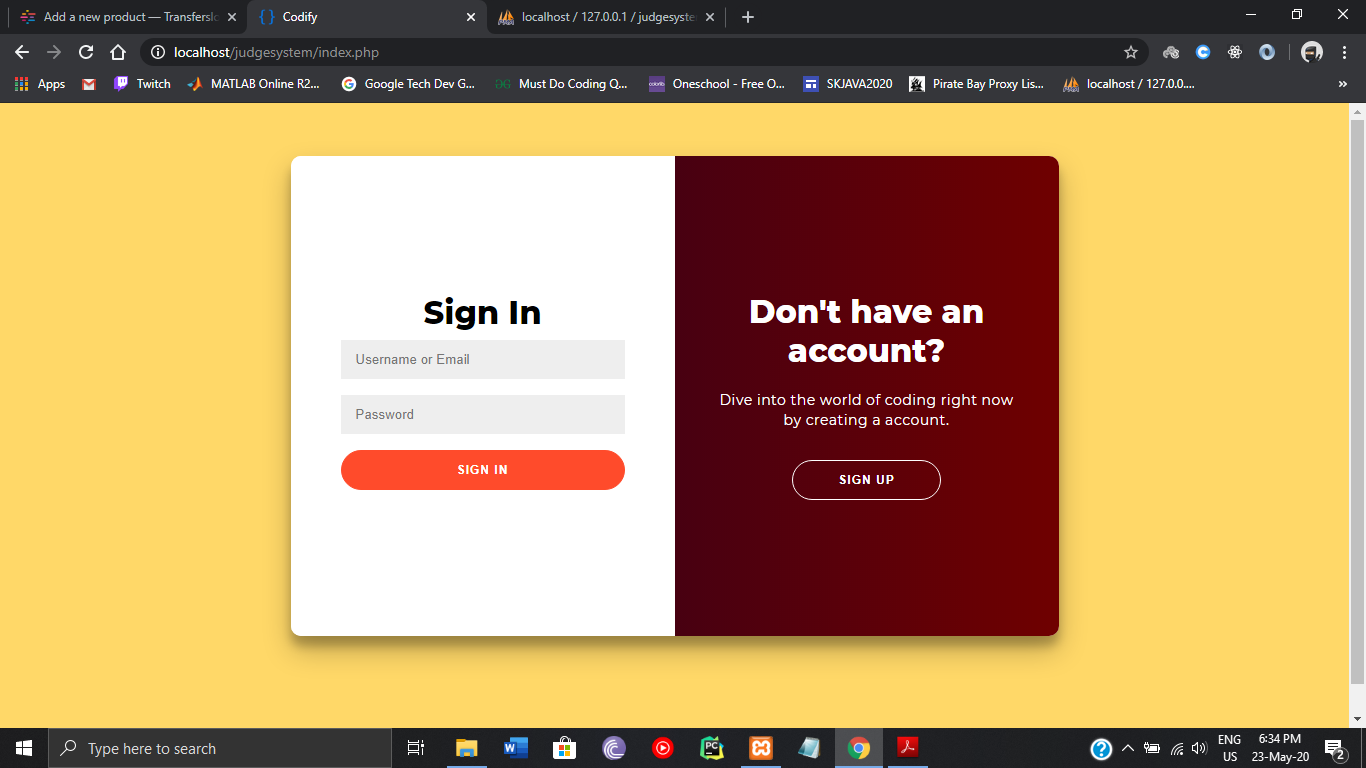 Add a new product — Transferslo
Codify
localhost / 127.0.0.1 / judgesyste
localhost/judgesystem/index.php
Apps
Twitch
MATLAB Online R2...
Google Tech Dev G...
Must Do Coding Q...
Oneschool - Free O...
SKJAVA2020
Pirate Bay Proxy Lis...
localhost / 127.0.0....
»
Sign In
Username or Email
Password
SIGN IN
Don't have an
account?
Dive into the world of coding right now
by creating a account.
SIGN UP
Type here to search
ENG
US
6:34 PM
23-May-20
2